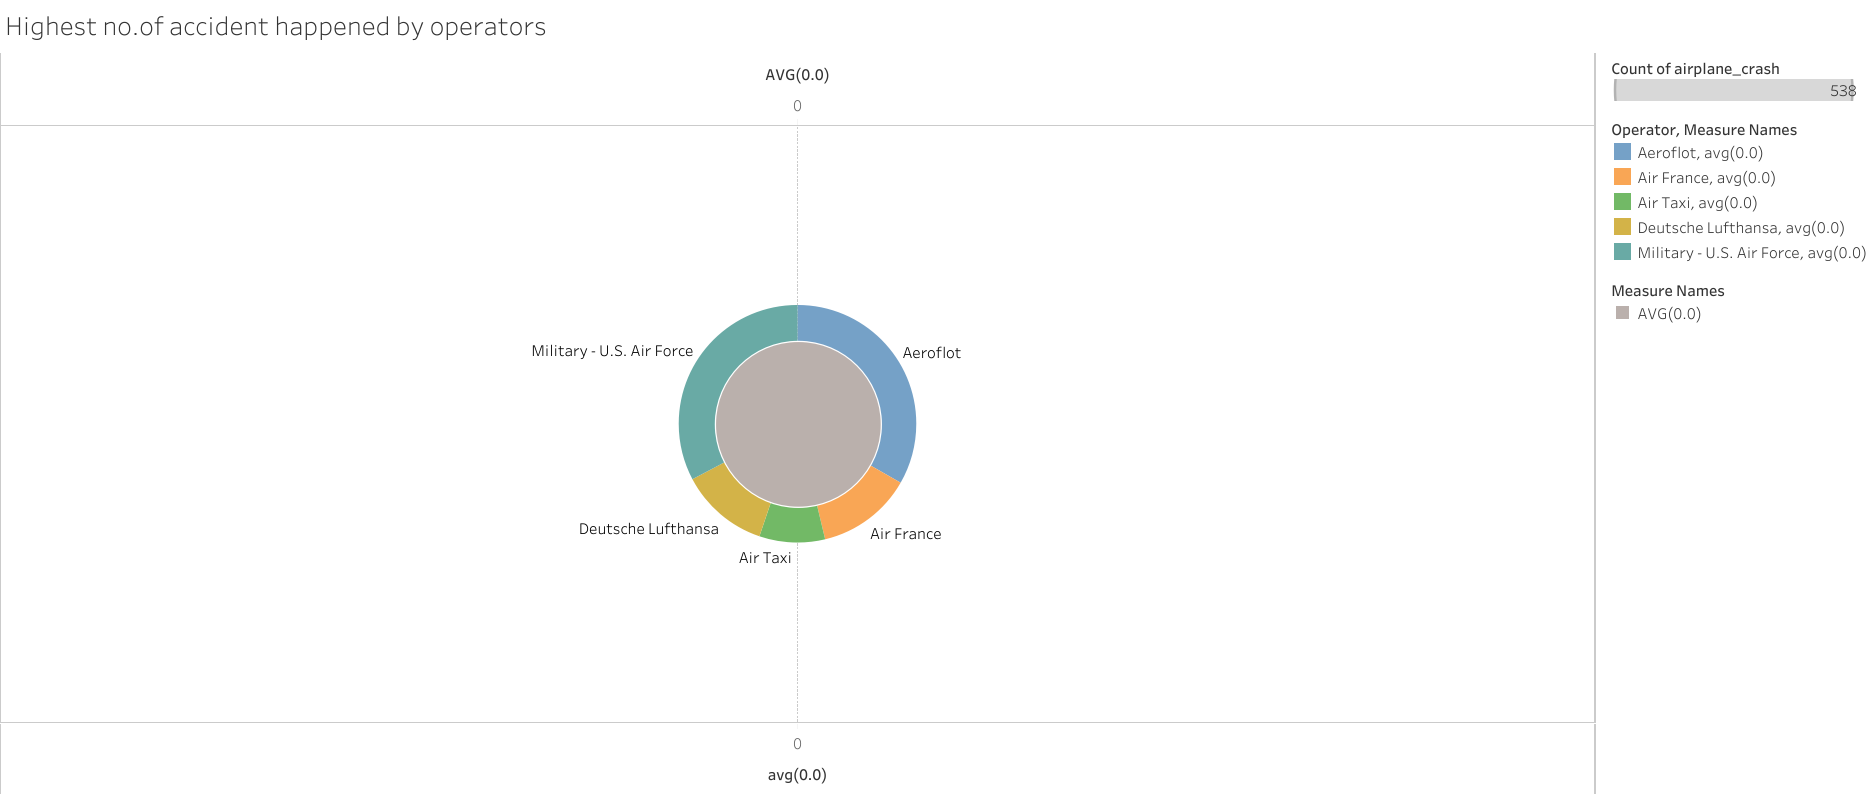 Highest no.of accident happened by operators
AVG(0.0)
0
Military - U.S. Air Force
Aeroflot
Deutsche Lufthansa
Air France
Air Taxi
0
avg(0.0)
Count of airplane_crash
538
Operator, Measure Names
Aeroflot, avg(0.0)
Air France, avg(0.0)
Air Taxi, avg(0.0)
Deutsche Lufthansa, avg(0.0)
Military - U.S. Air Force, avg(0.0)
Measure Names
AVG(0.0)